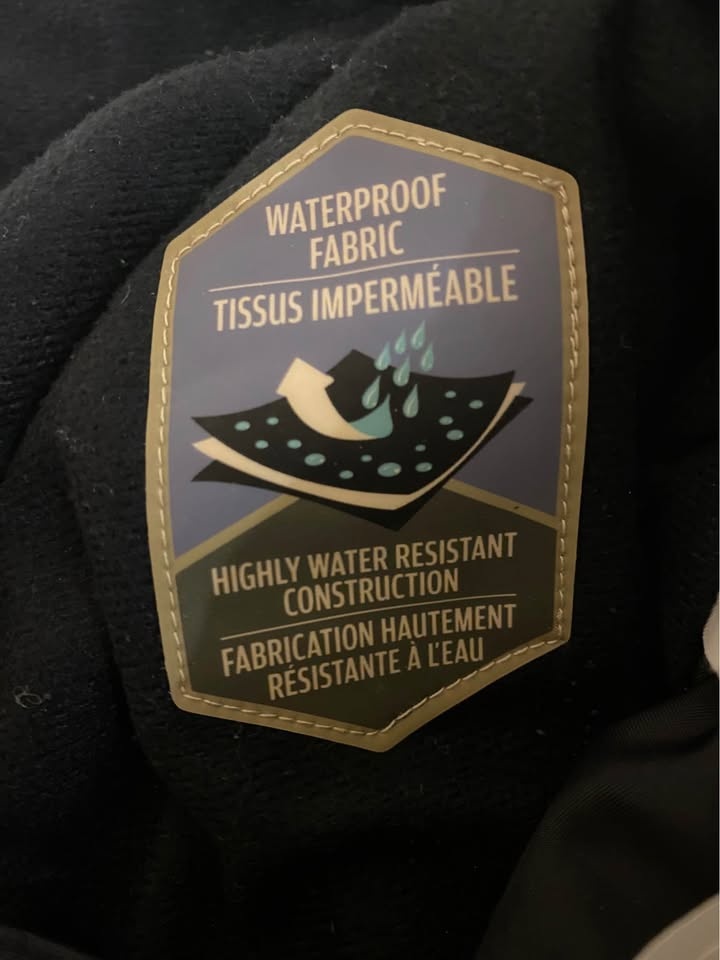 WATERPROOF
FABRIC
TISSUS IMPERMÉABLE
HIGHLY WATER RESISTANT
CONSTRUCTION
FABRICATION HAUTEMENT
RÉSISTANTE À L'EAU